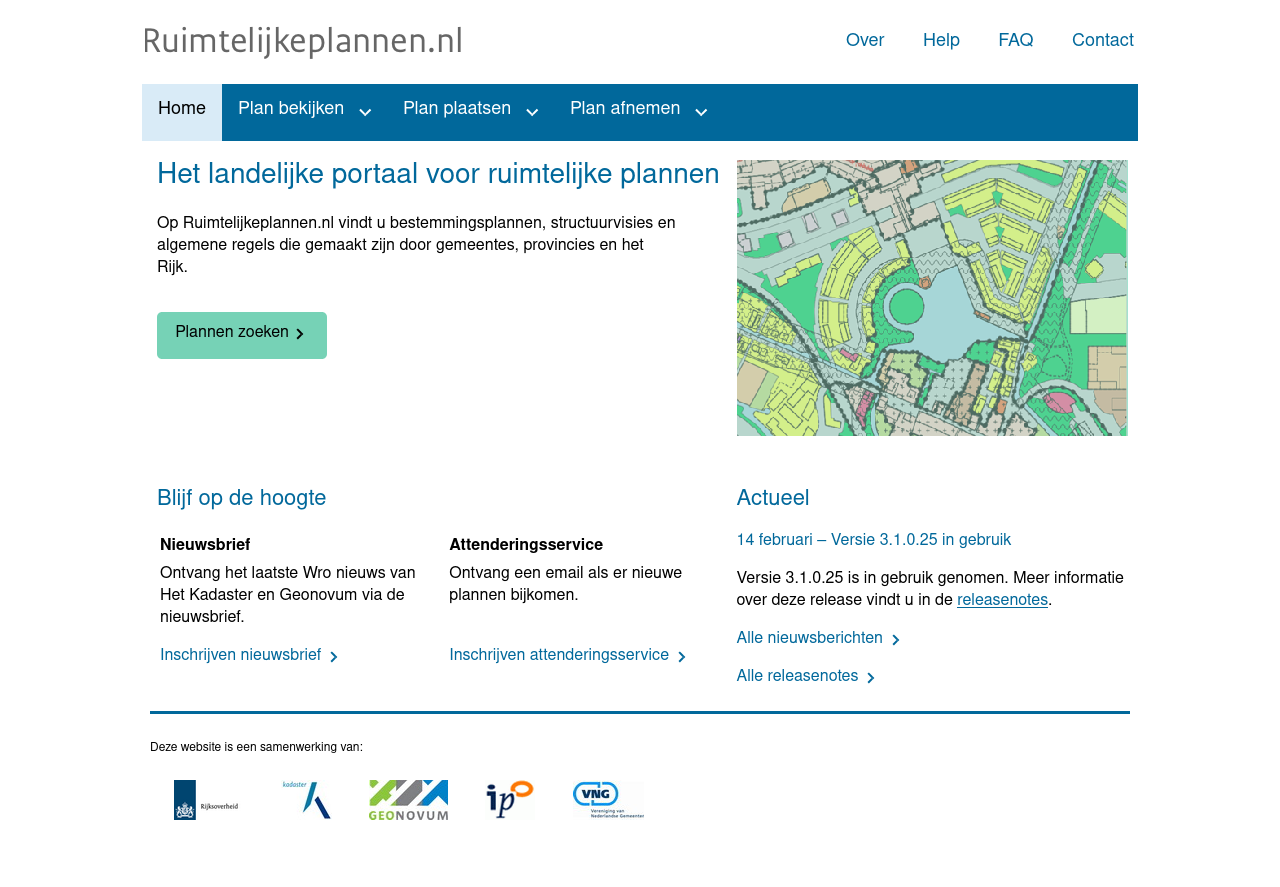 Ruimtelijkeplannen.nl
Over Help FAQ Contact
Home Plan bekijken Plan plaatsen Plan afnemen
Het landelijke portaal voor ruimtelijke plannen
Op Ruimtelijkeplannen.nl vindt u bestemmingsplannen, structuurvisies en
algemene regels die gemaakt zijn door gemeentes, provincies en het
Rijk.
Plannen zoeken
Blijf op de hoogte
Nieuwsbrief
Ontvang het laatste Wro nieuws van
Het Kadaster en Geonovum via de
nieuwsbrief.
Inschrijven nieuwsbrief
Attenderingsservice
Ontvang een email als er nieuwe
plannen bijkomen.
Inschrijven attenderingsservice
Actueel
14 februari – Versie 3.1.0.25 in gebruik
Versie 3.1.0.25 is in gebruik genomen. Meer informatie
over deze release vindt u in de releasenotes.
Alle nieuwsberichten
Alle releasenotes
Deze website is een samenwerking van:
Rijksoverheid
kadaster
GEONOVUM
ipo
VNG
Vereniging van
Nederlandse Gemeenten